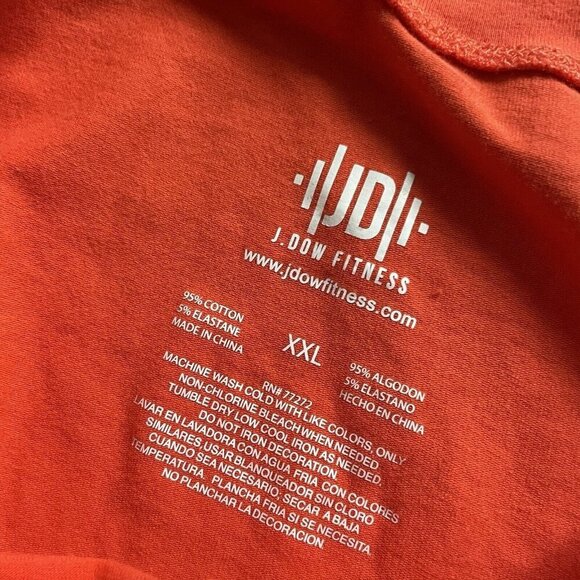 JD
J. DOW FITNESS
www.jdowfitness.com
95% COTTON
5% ELASTANE
MADE IN CHINA
XXL
95% ALGODON
5% ELASTANO
HECHO EN CHINA
RN# 77272
MACHINE WASH COLD WITH LIKE COLORS, ONLY
NON-CHLORINE BLEACH WHEN NEEDED
TUMBLE DRY LOW COOL IRON AS NEEDED.
DO NOT IRON DECORATION.
LAVAR EN LAVADORA CON AGUA FRIA CON COLORES
SIMILARES USAR BLANQUEADOR SIN CLORO
CUANDO SEA NECESARIO. SECAR A BAJA
TEMPERATURA. PLANCHA FRIA SI SE NECESITA.
NO PLANCHAR LA DECORACION.